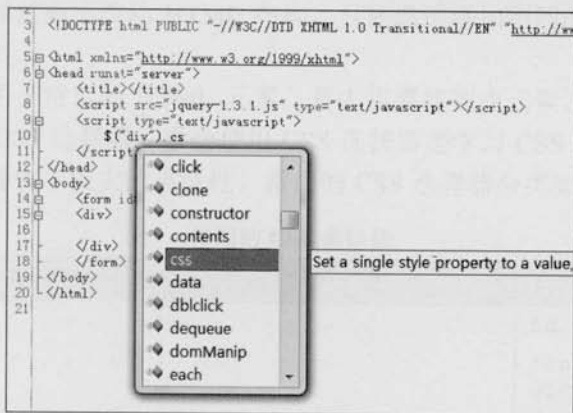 2
3 <!DOCTYPE html PUBLIC "-//W3C//DTD XHTML 1.0 Transitional//EN" "http://ww
4
5 <html xmlns="http://www.w3.org/1999/xhtml">
6 <head runat="server">
7 <title></title>
8 <script src="jquery-1.3.1.js" type="text/javascript"></script>
9 <script type="text/javascript">
10 $("div").cs
11 </script
12 </head>
13 <body>
14 <form id
15 <div>
16
17 </div>
18 </form>
19 </body>
20 </html>
21
click
clone
constructor
contents
css
data
dblclick
dequeue
domManip
each
Set a single style property to a value,